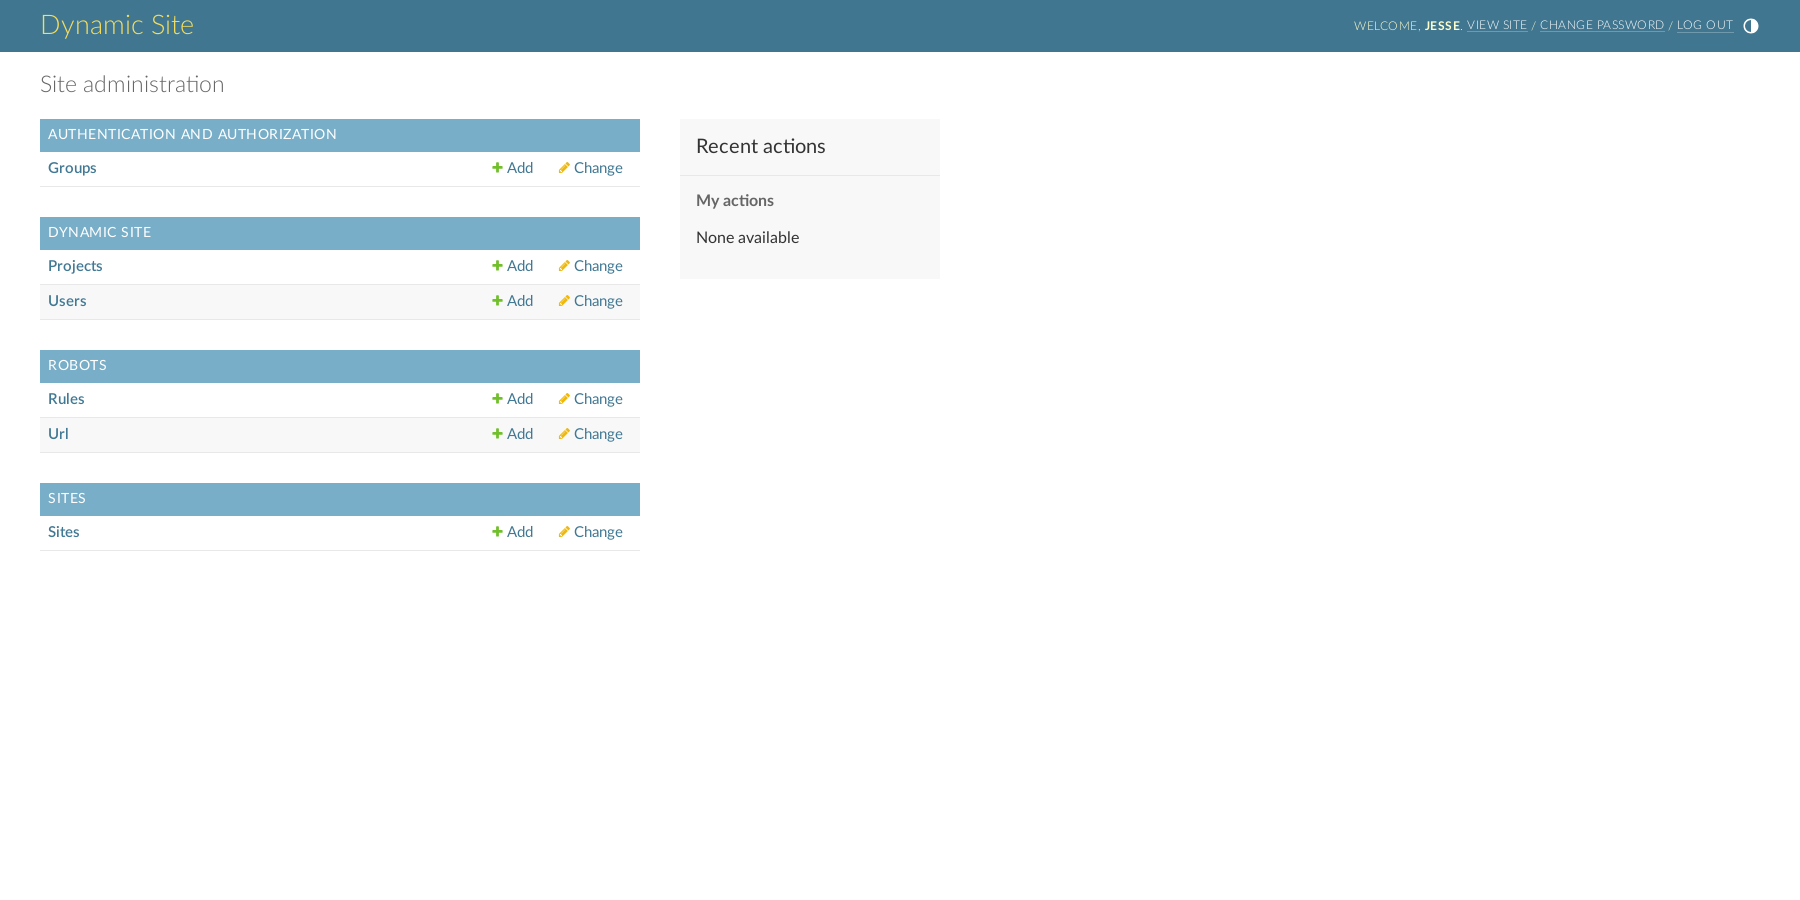 Dynamic Site
WELCOME, JESSE. VIEW SITE / CHANGE PASSWORD / LOG OUT
Site administration
AUTHENTICATION AND AUTHORIZATION
Groups Add Change
DYNAMIC SITE
Projects Add Change
Users Add Change
ROBOTS
Rules Add Change
Url Add Change
SITES
Sites Add Change
Recent actions
My actions
None available